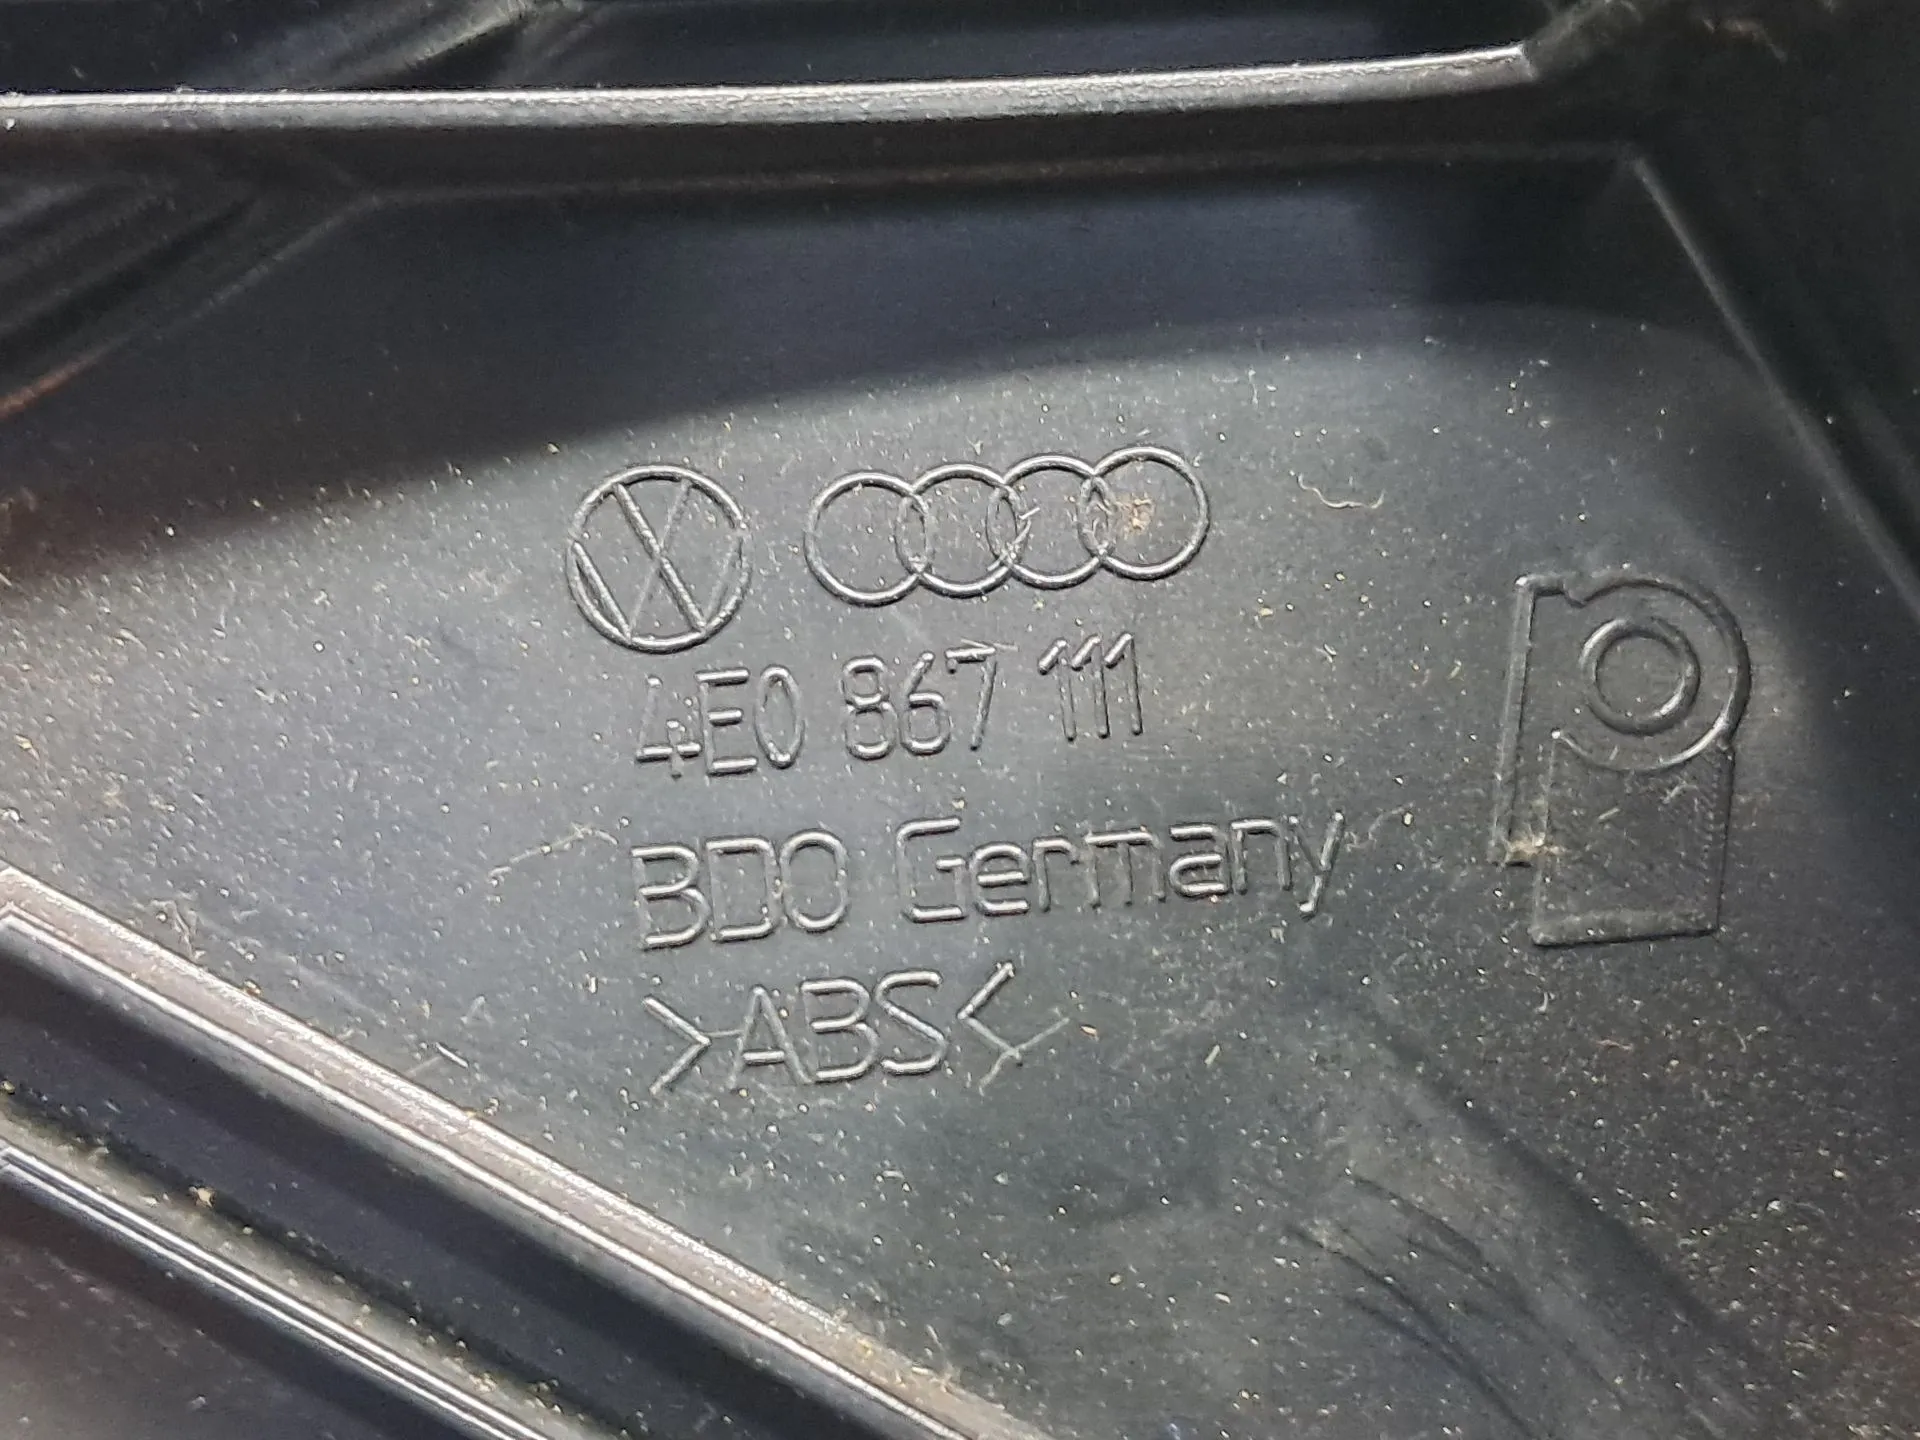 4E0 867 111
BDO Germany
>ABS<